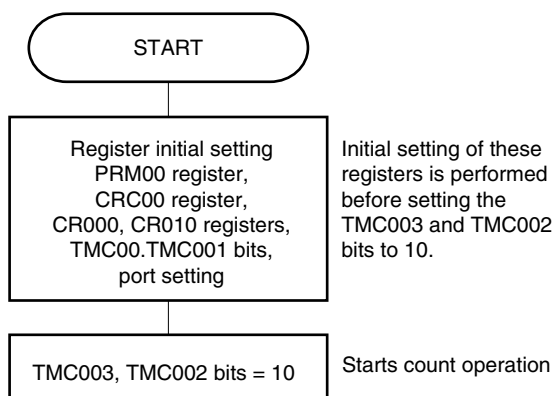 START
Register initial setting
PRM00 register,
CRC00 register,
CR000, CR010 registers,
TMC00.TMC001 bits,
port setting
Initial setting of these
registers is performed
before setting the
TMC003 and TMC002
bits to 10.
TMC003, TMC002 bits = 10
Starts count operation